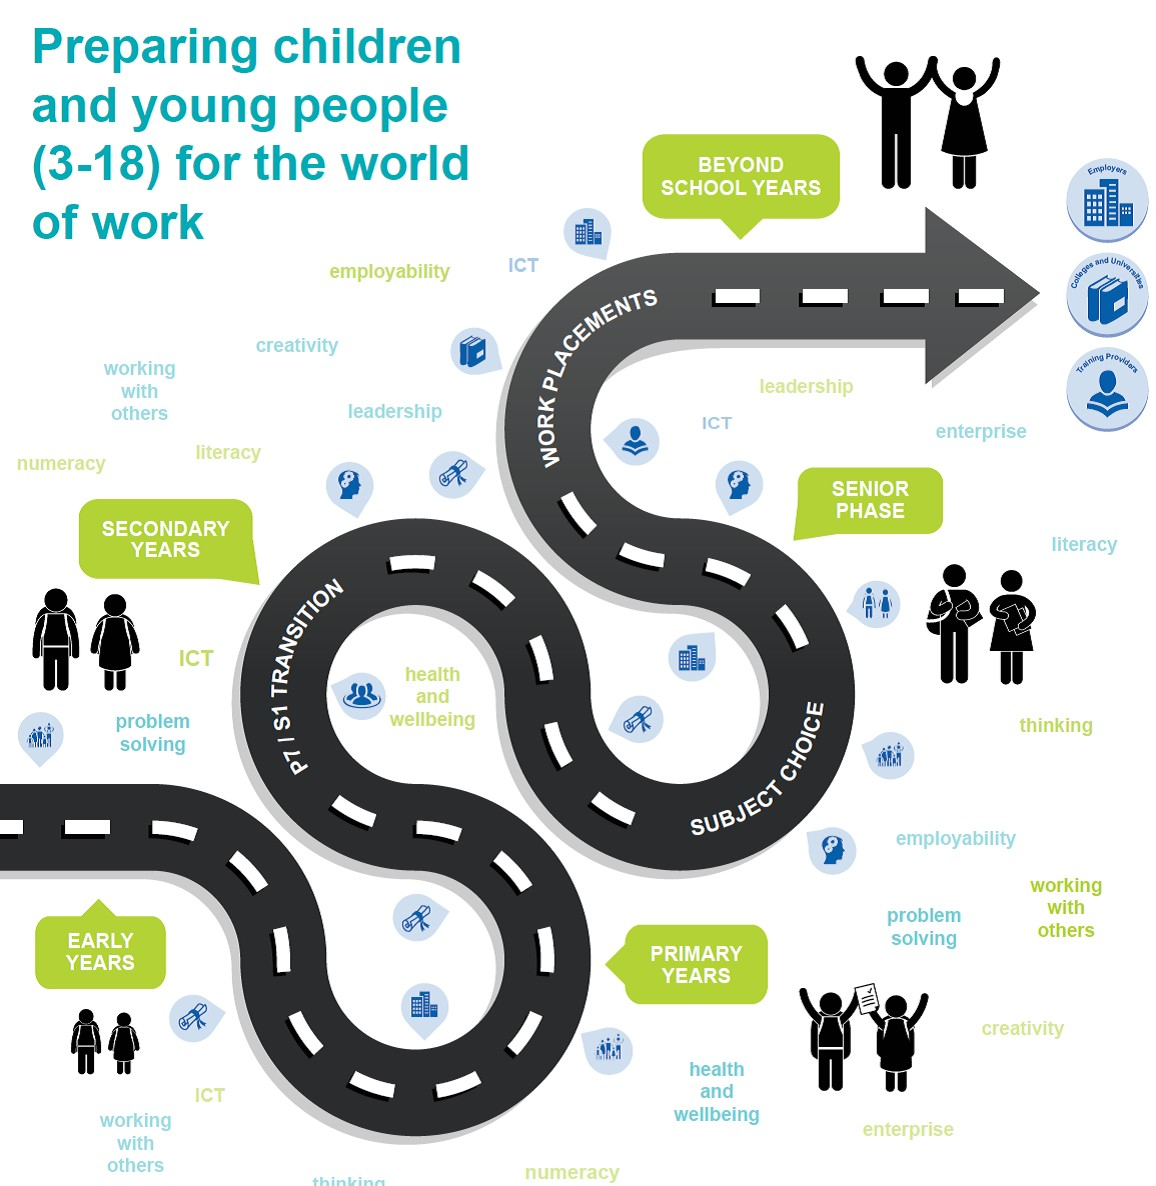 Preparing children
and young people
(3-18) for the world
of work
BEYOND
SCHOOL YEARS
Employers
Colleges and Universities
Training Providers
employability
ICT
WORK PLACEMENTS
creativity
working
with
others
leadership
leadership
ICT
enterprise
numeracy
literacy
SENIOR
PHASE
SECONDARY
YEARS
literacy
P7 / S1 TRANSITION
ICT
health
and
wellbeing
problem
solving
thinking
SUBJECT CHOICE
employability
working
with
others
problem
solving
EARLY
YEARS
PRIMARY
YEARS
creativity
health
and
wellbeing
ICT
working
with
others
enterprise
numeracy
thinking